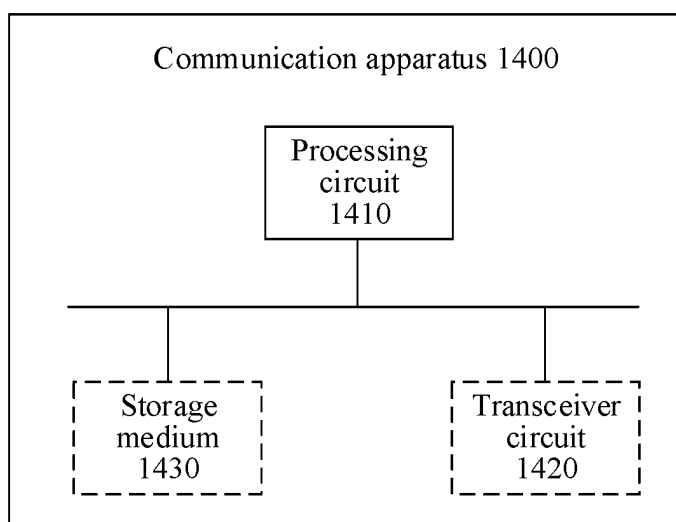 Communication apparatus 1400
Processing
circuit
1410
Storage
medium
1430
Transceiver
circuit
1420